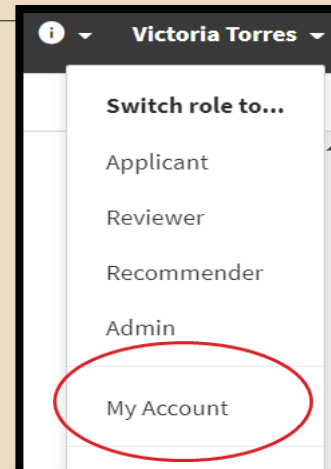 Victoria Torres
Switch role to...
Applicant
Reviewer
Recommender
Admin
My Account